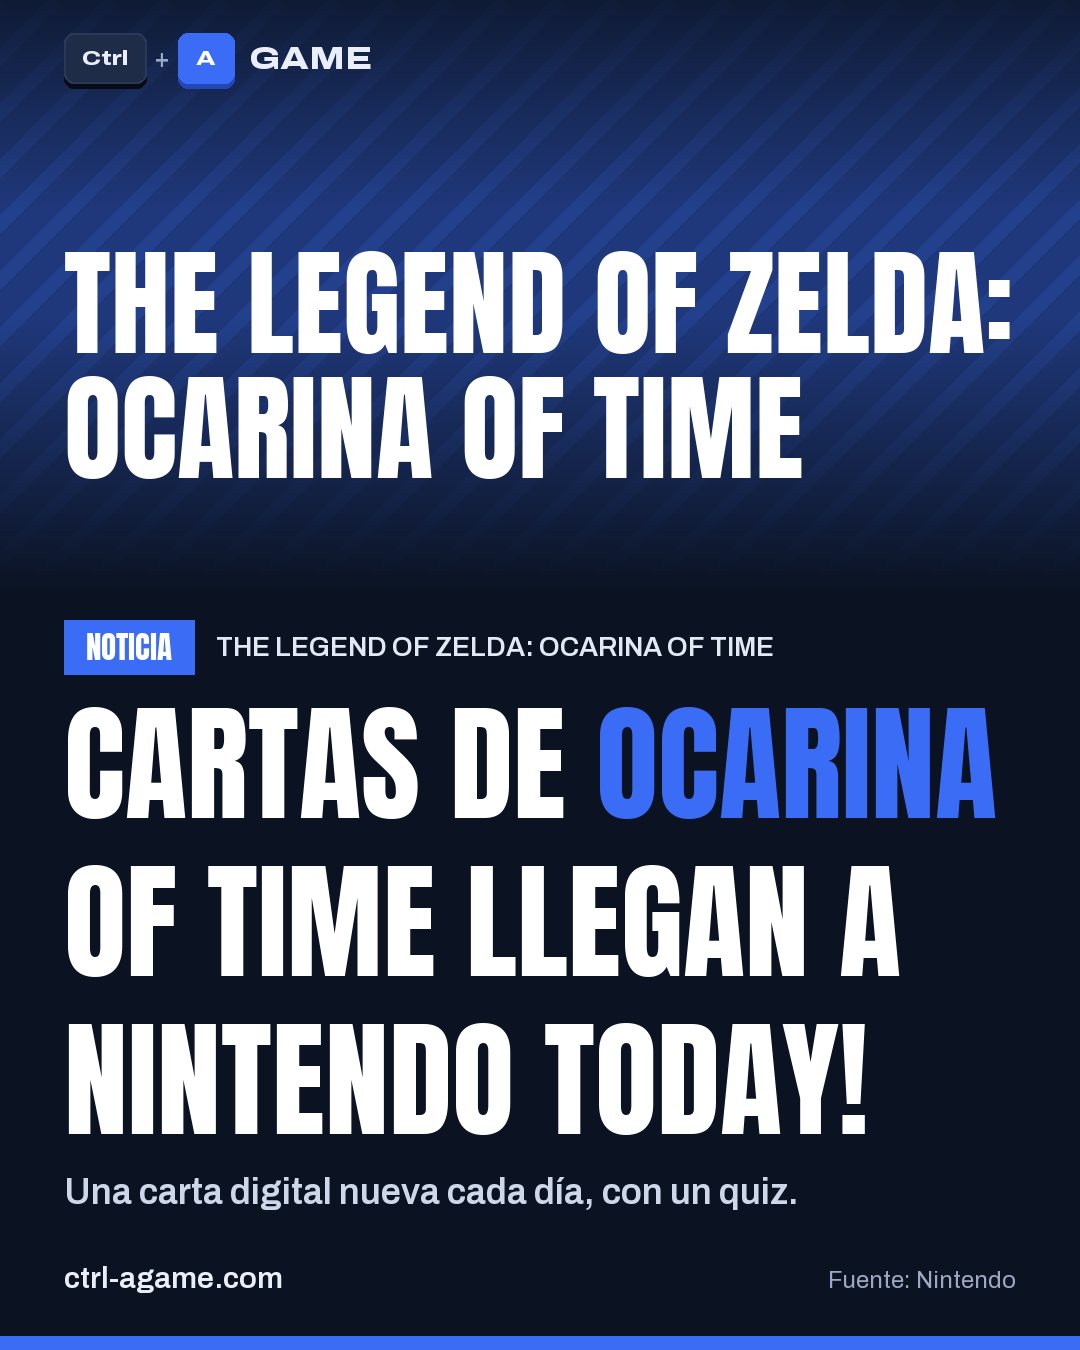 Ctrl + A GAME
THE LEGEND OF ZELDA:
OCARINA OF TIME
NOTICIA THE LEGEND OF ZELDA: OCARINA OF TIME
CARTAS DE OCARINA
OF TIME LLEGAN A
NINTENDO TODAY!
Una carta digital nueva cada día, con un quiz.
ctrl-agame.com Fuente: Nintendo